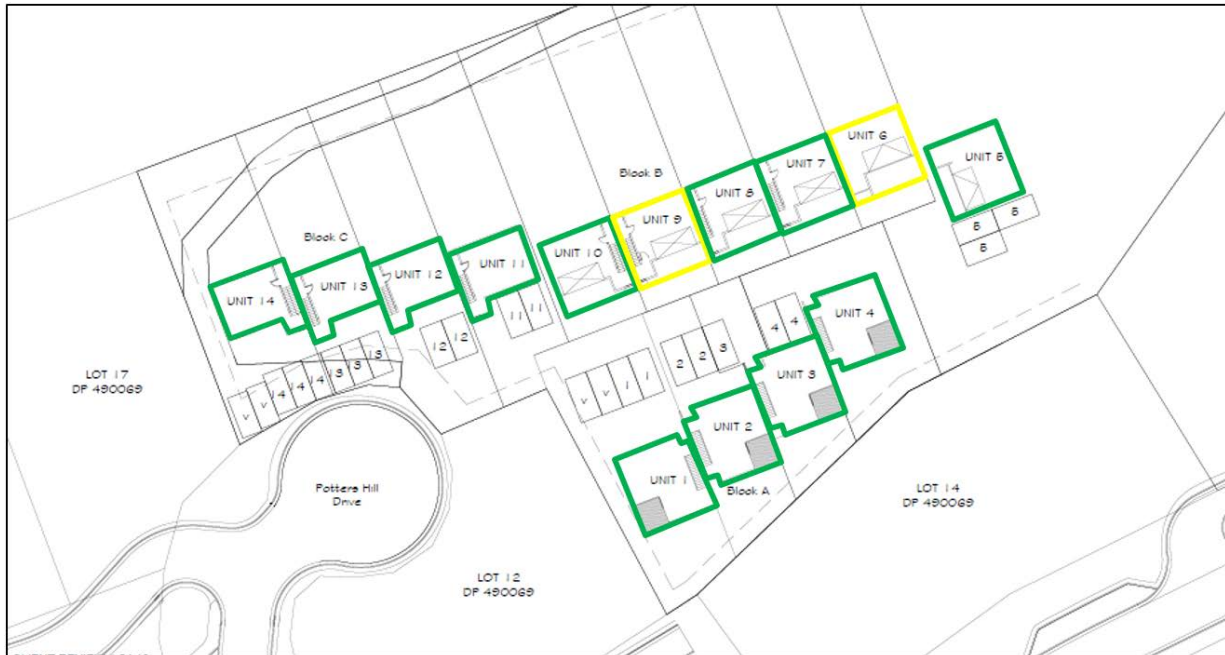 UNIT 6
UNIT 5
UNIT 7
Block B
UNIT 8
UNIT 9
5
5
5
Block C
UNIT 10
UNIT 11
UNIT 12
UNIT 13
UNIT 14
11
11
4
4
UNIT 4
12
12
2
2
3
13
3
3
14
14
14
V
V
V
V
1
1
UNIT 3
LOT 17
DP 490069
UNIT 2
UNIT 1
Block A
Potters Hill
Drive
LOT 14
DP 490069
LOT 12
DP 490069